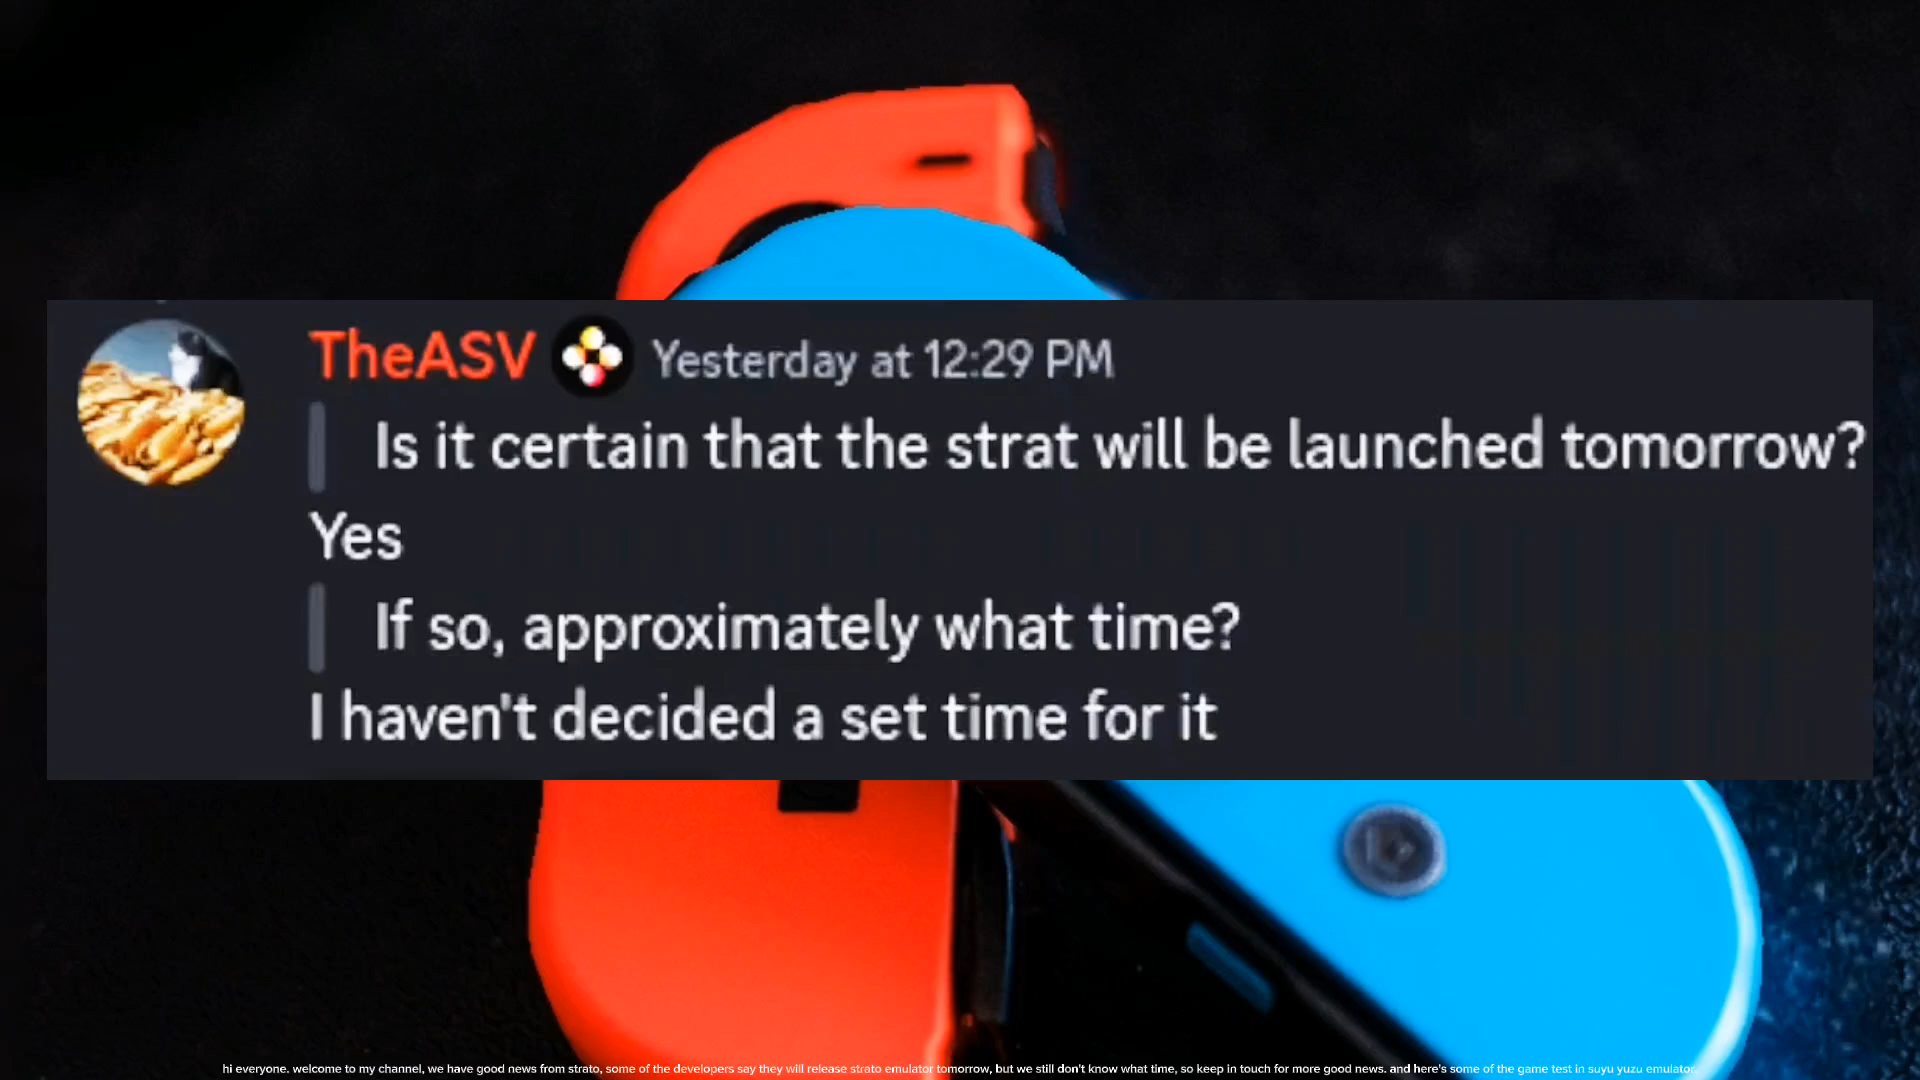 TheASV Yesterday at 12:29 PM
Is it certain that the strat will be launched tomorrow?
Yes
If so, approximately what time?
I haven't decided a set time for it
hi everyone. welcome to my channel, we have good news from strato, some of the developers say they will release strato emulator tomorrow, but we still don't know what time, so keep in touch for more good news. and here's some of the game test in suyu yuzu emulator.